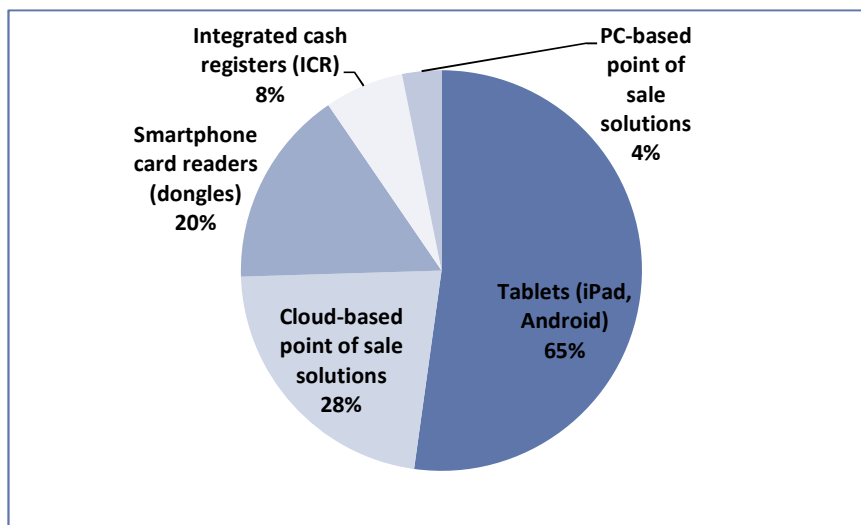 Integrated cash
registers (ICR)
8%
PC-based
point of
sale
solutions
4%
Smartphone
card readers
(dongles)
20%
Tablets (iPad,
Android)
65%
Cloud-based
point of sale
solutions
28%